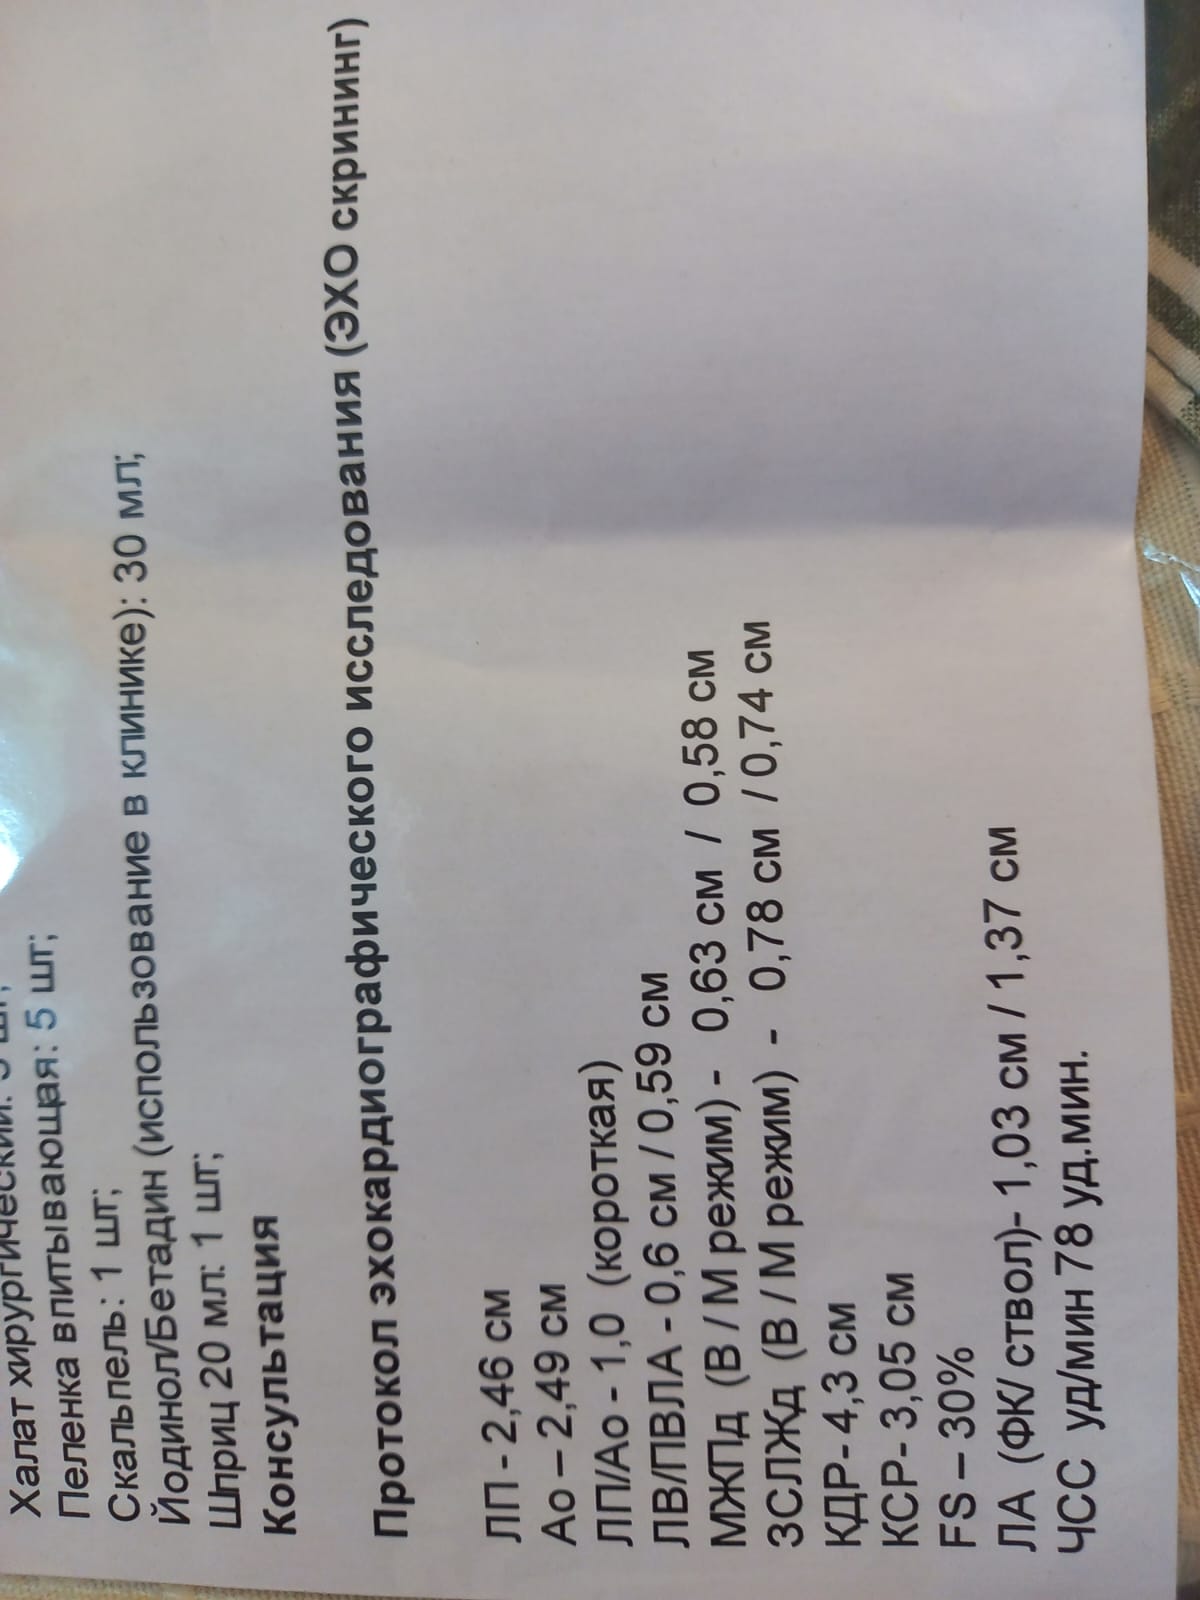 Халат хирургический: 3 шт;
Пеленка впитывающая: 5 шт;
Скальпель: 1 шт;
Йодинол/Бетадин (использование в клинике): 30 мл;
Шприц 20 мл: 1 шт;
Консультация
Протокол эхокардиографического исследования (ЭХО скрининг)
ЛП - 2,46 см
Ао – 2,49 см
ЛП/Ао - 1,0 (короткая)
ЛВ/ПВЛА - 0,6 см / 0,59 см
МЖПд (В / М режим) - 0,63 см / 0,58 см
ЗСЛЖд (В / М режим) - 0,78 см / 0,74 см
КДР- 4,3 см
КСР- 3,05 см
FS – 30%
ЛА (ФК/ ствол)- 1,03 см / 1,37 см
ЧСС уд/мин 78 уд.мин.